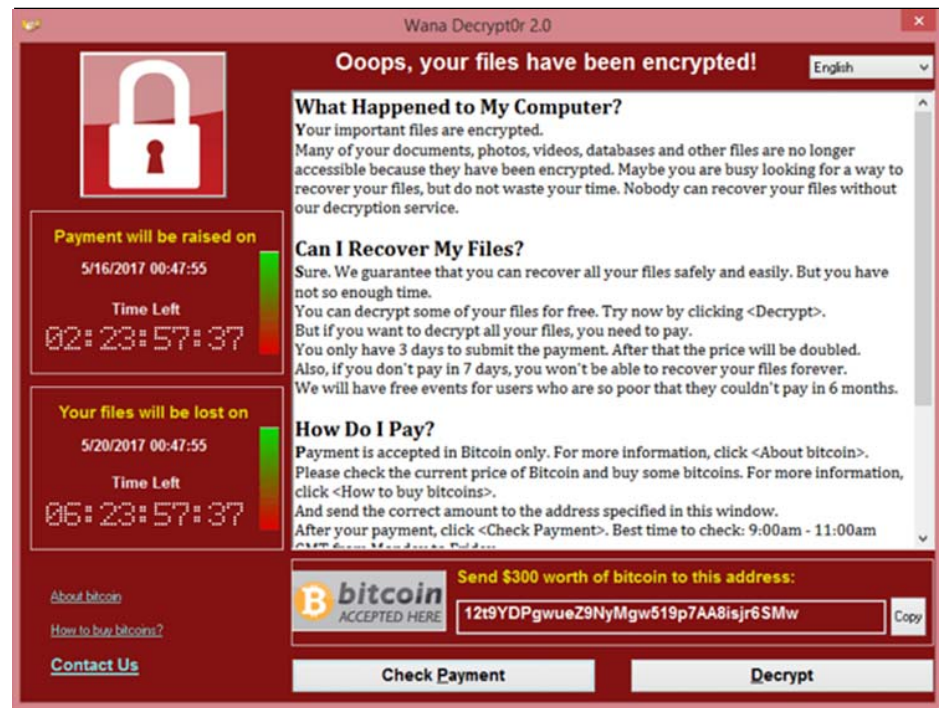 Wana Decrypt0r 2.0
Ooops, your files have been encrypted!
English
What Happened to My Computer?
Your important files are encrypted.
Many of your documents, photos, videos, databases and other files are no longer
accessible because they have been encrypted. Maybe you are busy looking for a way to
recover your files, but do not waste your time. Nobody can recover your files without
our decryption service.
Can I Recover My Files?
Sure. We guarantee that you can recover all your files safely and easily. But you have
not so enough time.
You can decrypt some of your files for free. Try now by clicking <Decrypt>.
But if you want to decrypt all your files, you need to pay.
You only have 3 days to submit the payment. After that the price will be doubled.
Also, if you don't pay in 7 days, you won't be able to recover your files forever.
We will have free events for users who are so poor that they couldn't pay in 6 months.
How Do I Pay?
Payment is accepted in Bitcoin only. For more information, click <About bitcoin>.
Please check the current price of Bitcoin and buy some bitcoins. For more information,
click <How to buy bitcoins>.
And send the correct amount to the address specified in this window.
After your payment, click <Check Payment>. Best time to check: 9:00am - 11:00am
GMT from Monday to Friday
Payment will be raised on
5/16/2017 00:47:55
Time Left
02:23:57:37
Your files will be lost on
5/20/2017 00:47:55
Time Left
06:23:57:37
About bitcoin
How to buy bitcoins?
Contact Us
bitcoin
ACCEPTED HERE
Send $300 worth of bitcoin to this address:
12t9YDPgwueZ9NyMgw519p7AA8isjr6SMw
Copy
Check Payment
Decrypt